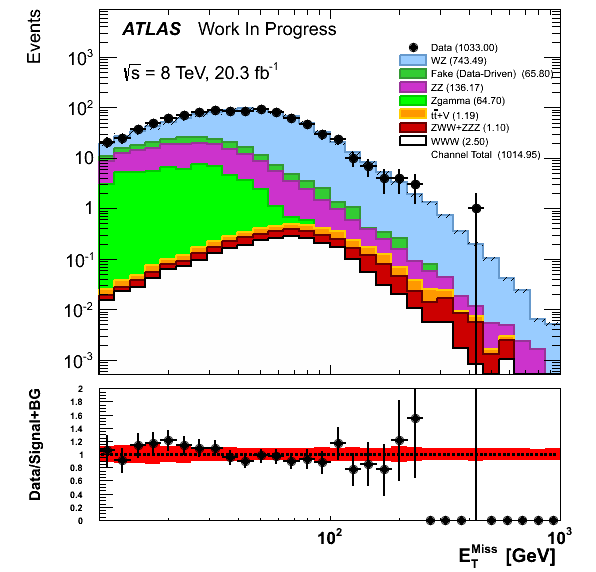 Events
ATLAS Work In Progress
√s = 8 TeV, 20.3 fb⁻¹
Data (1033.00)
WZ (743.49)
Fake (Data-Driven) (65.80)
ZZ (136.17)
Zgamma (64.70)
tt̄+V (1.19)
ZWW+ZZZ (1.10)
WWW (2.50)
Channel Total (1014.95)
10³
10²
10
1
10⁻¹
10⁻²
10⁻³
Data/Signal+BG
2
1.8
1.6
1.4
1.2
1
0.8
0.6
0.4
0.2
0
10²
10³
E_T^Miss [GeV]